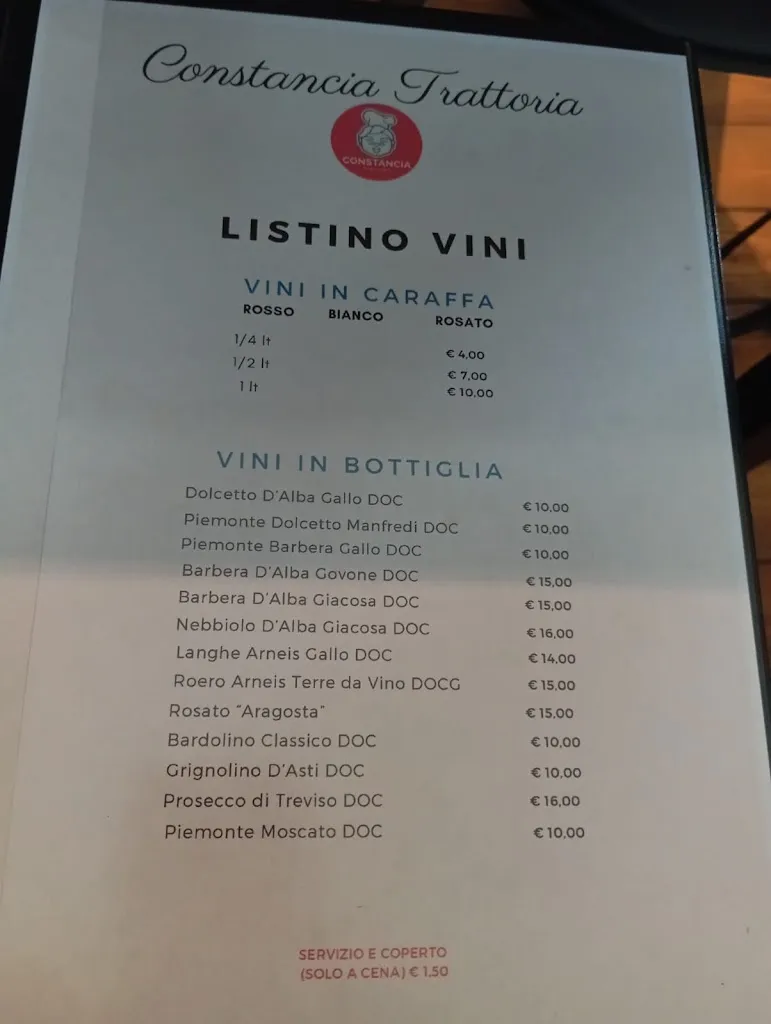 Constancia Trattoria
CONSTANCIA
LISTINO VINI
VINI IN CARAFFA
ROSSO BIANCO ROSATO
1/4 lt € 4,00
1/2 lt € 7,00
1 lt € 10,00
VINI IN BOTTIGLIA
Dolcetto D'Alba Gallo DOC € 10,00
Piemonte Dolcetto Manfredi DOC € 10,00
Piemonte Barbera Gallo DOC € 10,00
Barbera D'Alba Govone DOC € 15,00
Barbera D'Alba Giacosa DOC € 15,00
Nebbiolo D'Alba Giacosa DOC € 16,00
Langhe Arneis Gallo DOC € 14,00
Roero Arneis Terre da Vino DOCG € 15,00
Rosato "Aragosta" € 15,00
Bardolino Classico DOC € 10,00
Grignolino D'Asti DOC € 10,00
Prosecco di Treviso DOC € 16,00
Piemonte Moscato DOC € 10,00
SERVIZIO E COPERTO
(SOLO A CENA) € 1,50